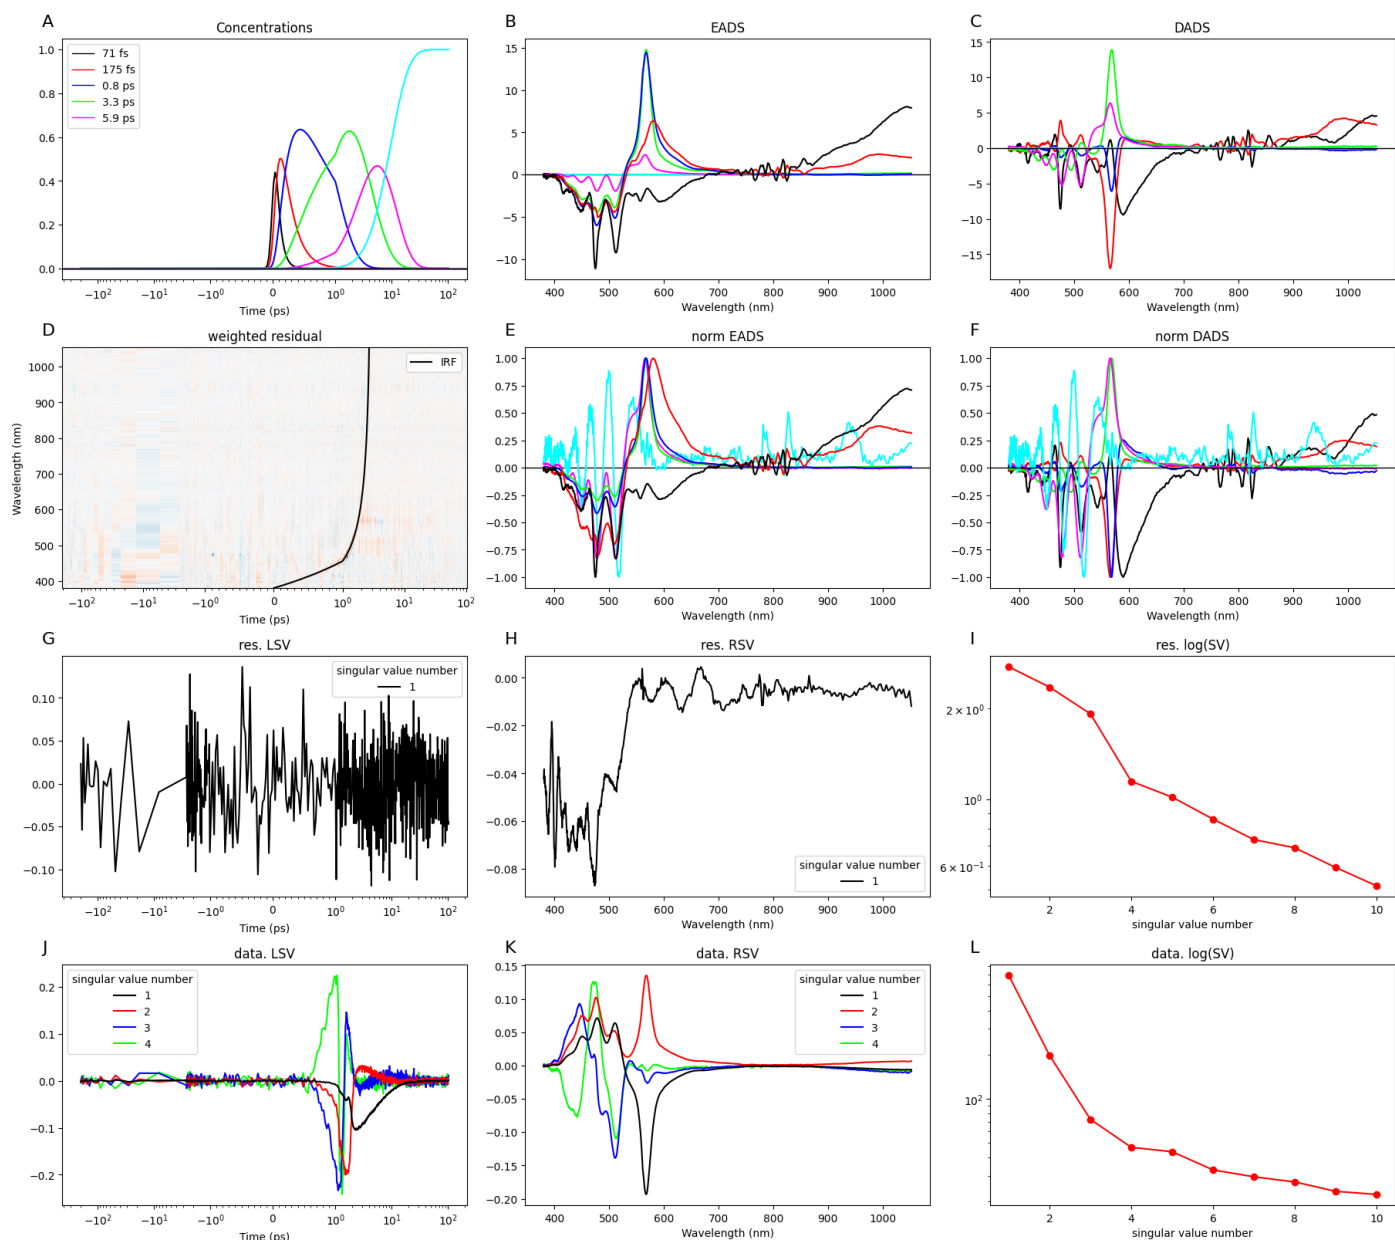 A
Concentrations
1.0
0.8
0.6
0.4
0.2
0.0
71 fs
175 fs
0.8 ps
3.3 ps
5.9 ps
−10² −10¹ −10⁰ 0 10⁰ 10¹ 10²
Time (ps)
B
EADS
15
10
5
0
−5
−10
400 500 600 700 800 900 1000
Wavelength (nm)
C
DADS
15
10
5
0
−5
−10
−15
400 500 600 700 800 900 1000
Wavelength (nm)
D
weighted residual
IRF
Wavelength (nm)
1000
900
800
700
600
500
400
−10² −10¹ −10⁰ 0 10⁰ 10¹ 10²
Time (ps)
E
norm EADS
1.00
0.75
0.50
0.25
0.00
−0.25
−0.50
−0.75
−1.00
400 500 600 700 800 900 1000
Wavelength (nm)
F
norm DADS
1.00
0.75
0.50
0.25
0.00
−0.25
−0.50
−0.75
−1.00
400 500 600 700 800 900 1000
Wavelength (nm)
G
res. LSV
singular value number
1
0.10
0.05
0.00
−0.05
−0.10
−10² −10¹ −10⁰ 0 10⁰ 10¹ 10²
Time (ps)
H
res. RSV
0.00
−0.02
−0.04
−0.06
−0.08
singular value number
1
400 500 600 700 800 900 1000
Wavelength (nm)
I
res. log(SV)
2 × 10⁰
10⁰
6 × 10⁻¹
2 4 6 8 10
singular value number
J
data. LSV
singular value number
1
2
3
4
0.2
0.1
0.0
−0.1
−0.2
−10² −10¹ −10⁰ 0 10⁰ 10¹ 10²
Time (ps)
K
data. RSV
singular value number
1
2
3
4
0.15
0.10
0.05
0.00
−0.05
−0.10
−0.15
−0.20
400 500 600 700 800 900 1000
Wavelength (nm)
L
data. log(SV)
10²
2 4 6 8 10
singular value number